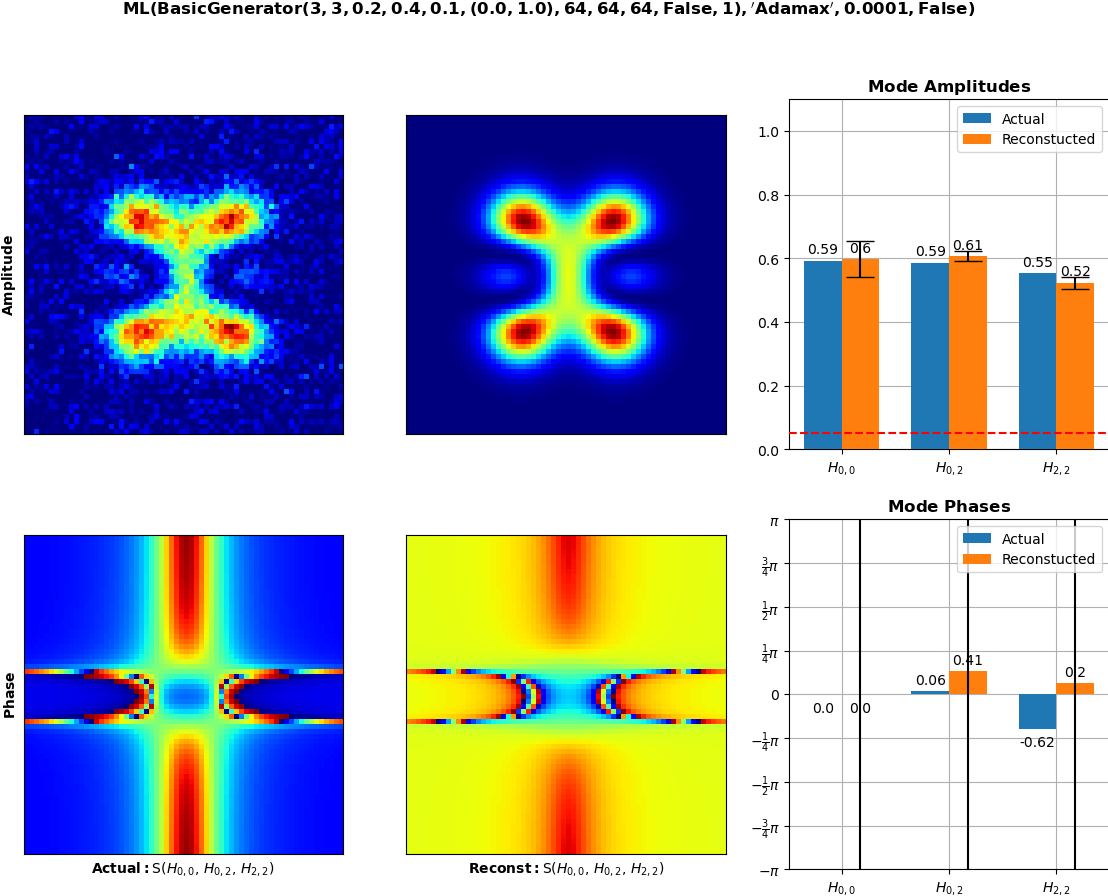 ML(BasicGenerator(3, 3, 0.2, 0.4, 0.1, (0.0, 1.0), 64, 64, 64, False, 1), ′Adamax′, 0.0001, False)
Amplitude
Mode Amplitudes
Actual
Reconstucted
1.0
0.8
0.6
0.4
0.2
0.0
0.59
0.6
0.59
0.61
0.55
0.52
H0,0
H0,2
H2,2
Phase
Actual: S(H0,0, H0,2, H2,2)
Reconst: S(H0,0, H0,2, H2,2)
Mode Phases
Actual
Reconstucted
π
3/4π
1/2π
1/4π
0
−1/4π
−1/2π
−3/4π
−π
0.0
0.0
0.06
0.41
-0.62
0.2
H0,0
H0,2
H2,2